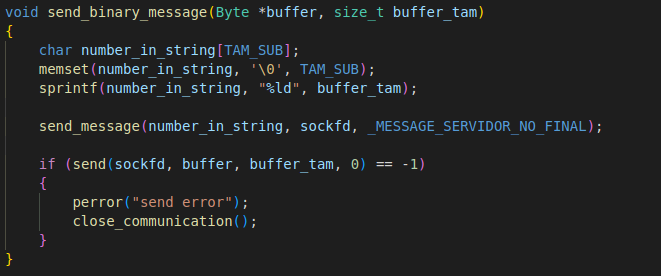 void send_binary_message(Byte *buffer, size_t buffer_tam)
{
    char number_in_string[TAM_SUB];
    memset(number_in_string, '\0', TAM_SUB);
    sprintf(number_in_string, "%ld", buffer_tam);

    send_message(number_in_string, sockfd, _MESSAGE_SERVIDOR_NO_FINAL);

    if (send(sockfd, buffer, buffer_tam, 0) == -1)
    {
        perror("send error");
        close_communication();
    }
}